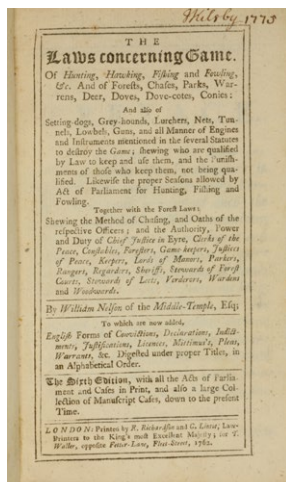 Kilsby. 1775
THE
Laws concerning Game.
Of Hunting, Hawking, Fishing and Fowling,
&c. And of Forests, Chases, Parks, War-
rens, Deer, Doves, Dove-cotes, Conies:
And also of
Setting-dogs, Grey-hounds, Lurchers, Nets, Tun-
nels, Lowbels, Guns, and all Manner of Engines
and Instruments mentioned in the several Statutes
to destroy the Game; shewing who are qualified
by Law to keep and use them, and the Punish-
ments of those who keep them, not being qua-
lified. Likewise the proper Seasons allowed by
Act of Parliament for Hunting, Fishing and
Fowling.
Together with the Forest Laws:
Shewing the Method of Chasing, and Oaths of the
respective Officers; and the Authority, Power
and Duty of Chief Justice in Eyre, Clerks of the
Peace, Constables, Foresters, Game-keepers, Justices
of Peace, Keepers, Lords of Manors, Parkers,
Rangers, Regardors, Sheriffs, Stewards of Forest
Courts, Stewards of Leets, Verderors, Wardens
and Woodwards.
By William Nelson of the Middle-Temple, Esq;
To which are now added,
English Forms of Convictions, Declarations, Indict-
ments, Justifications, Licences, Mittimus's, Pleas,
Warrants, &c. Digested under proper Titles, in
an Alphabetical Order.
The Sixth Edition, with all the Acts of Parlia-
ment and Cases in Print, and also a large Col-
lection of Manuscript Cases, down to the present
Time.
LONDON: Printed by R. Richardson and C. Lintot, Law-
Printers to the King's most Excellent Majesty; for T.
Waller, opposite Fetter-Lane, Fleet-Street, 1762.